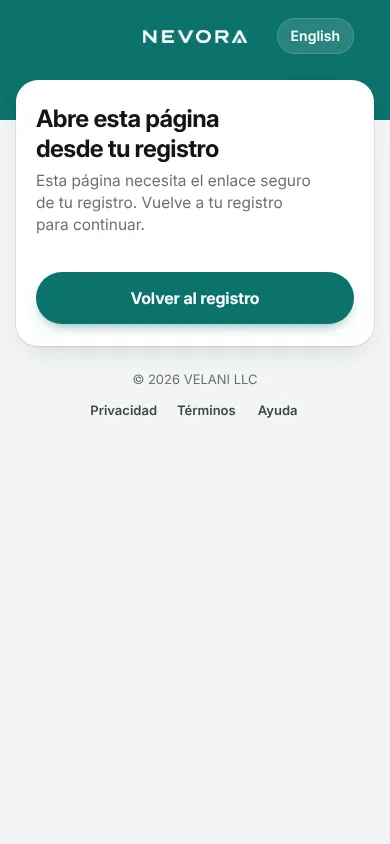 NEVORA
English
Abre esta página
desde tu registro
Esta página necesita el enlace seguro
de tu registro. Vuelve a tu registro
para continuar.
Volver al registro
© 2026 VELANI LLC
Privacidad Términos Ayuda